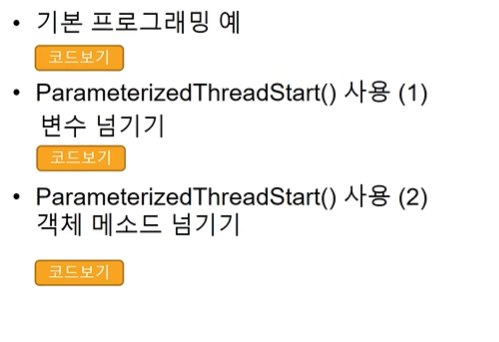 • 기본 프로그래밍 예
코드보기
• ParameterizedThreadStart() 사용 (1)
변수 넘기기
코드보기
• ParameterizedThreadStart() 사용 (2)
객체 메소드 넘기기
코드보기